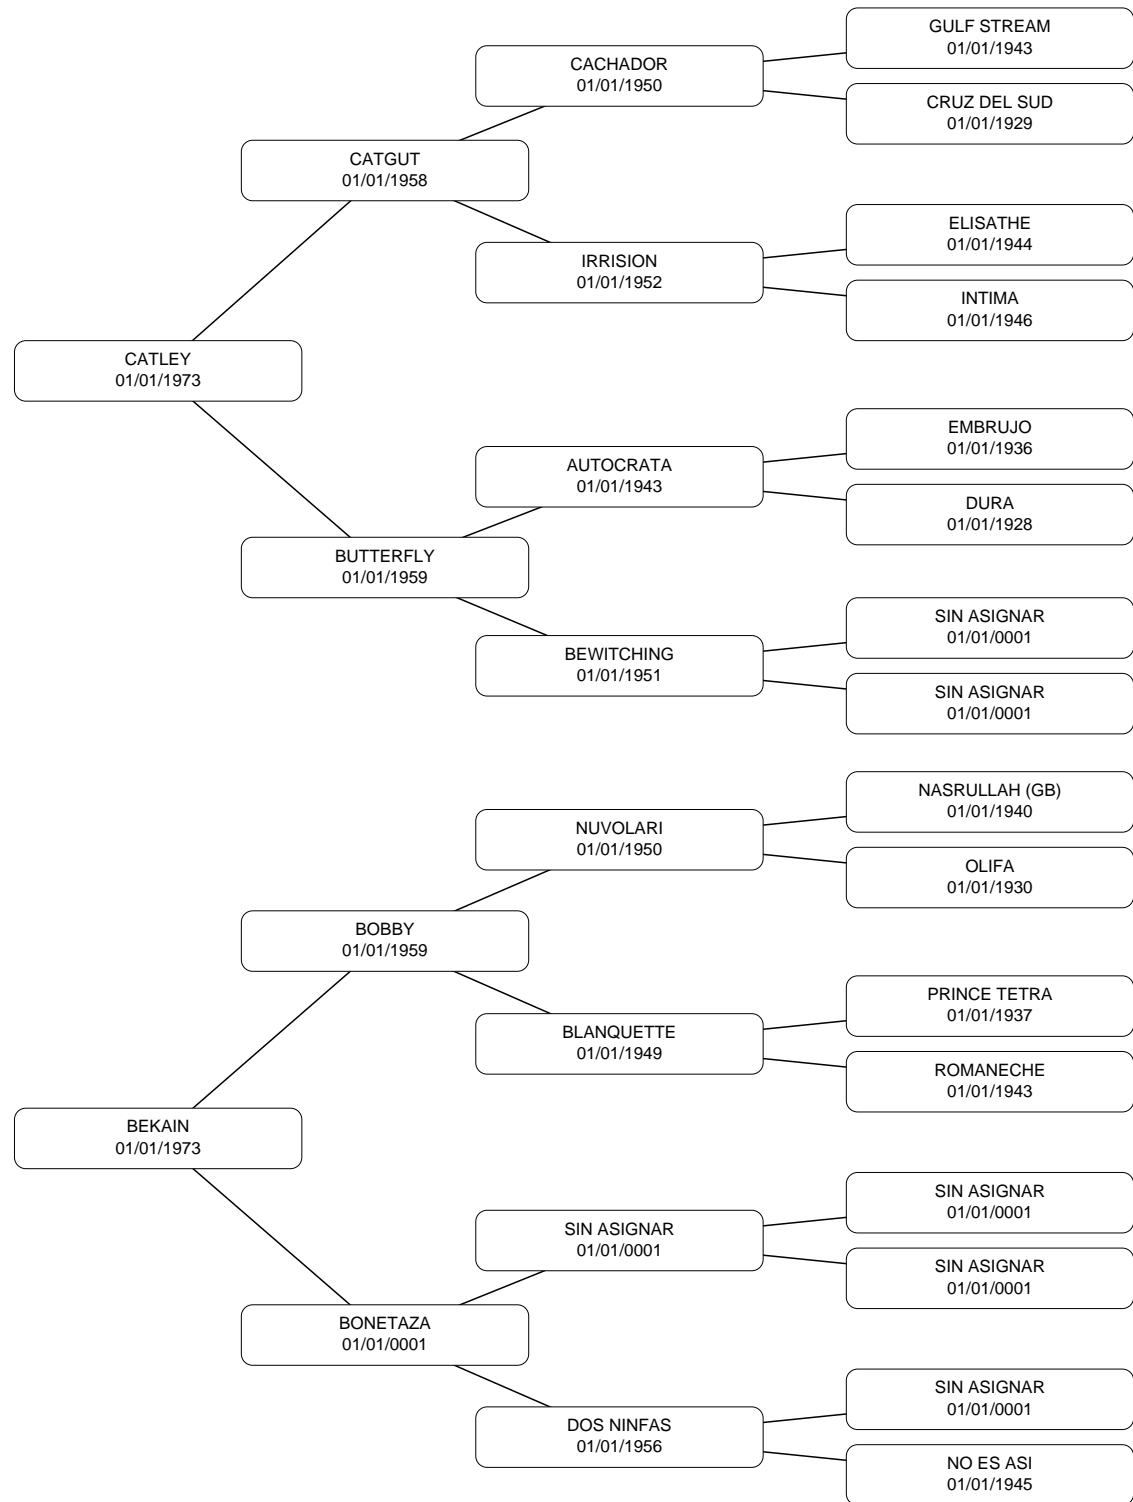 GULF STREAM
01/01/1943
CACHADOR
01/01/1950
CRUZ DEL SUD
01/01/1929
CATGUT
01/01/1958
ELISATHE
01/01/1944
IRRISION
01/01/1952
INTIMA
01/01/1946
CATLEY
01/01/1973
EMBRUJO
01/01/1936
AUTOCRATA
01/01/1943
DURA
01/01/1928
BUTTERFLY
01/01/1959
SIN ASIGNAR
01/01/0001
BEWITCHING
01/01/1951
SIN ASIGNAR
01/01/0001
NASRULLAH (GB)
01/01/1940
NUVOLARI
01/01/1950
OLIFA
01/01/1930
BOBBY
01/01/1959
PRINCE TETRA
01/01/1937
BLANQUETTE
01/01/1949
ROMANECHE
01/01/1943
BEKAIN
01/01/1973
SIN ASIGNAR
01/01/0001
SIN ASIGNAR
01/01/0001
SIN ASIGNAR
01/01/0001
BONETAZA
01/01/0001
SIN ASIGNAR
01/01/0001
DOS NINFAS
01/01/1956
NO ES ASI
01/01/1945